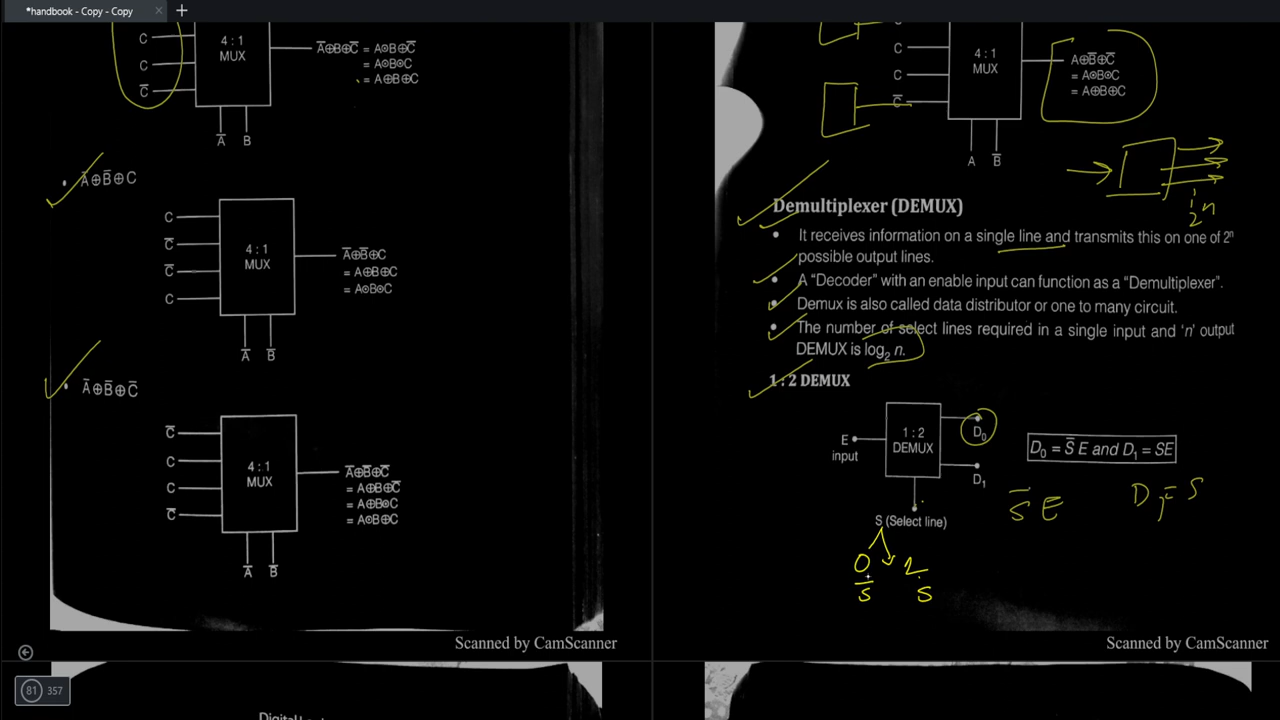 *handbook - Copy - Copy
C
C
C̅
4 : 1
MUX
A̅⊕B⊕C̅ = A⊙B⊕C̅
= A⊙B⊙C
= A⊕B⊕C
A̅ B
• A̅⊕B̅⊕C
C
C̅
C̅
C
4 : 1
MUX
A̅⊕B̅⊕C
= A⊕B⊕C
= A⊙B⊙C
A̅ B̅
• A̅⊕B̅⊕C̅
C̅
C
C
C̅
4 : 1
MUX
A̅⊕B̅⊕C̅
= A⊕B⊕C̅
= A⊕B⊙C
= A⊙B⊕C
A̅ B̅
Scanned by CamScanner
81 357
C
C
C̅
4 : 1
MUX
A⊕B̅⊕C̅
= A⊙B⊙C
= A⊕B⊕C
A B̅
Demultiplexer (DEMUX)
• It receives information on a single line and transmits this on one of 2ⁿ
possible output lines.
• A “Decoder” with an enable input can function as a “Demultiplexer”.
• Demux is also called data distributor or one to many circuit.
• The number of select lines required in a single input and ‘n’ output
DEMUX is log₂ n.
1 : 2 DEMUX
E
input
1 : 2
DEMUX
D₀
D₁
S (Select line)
D₀ = S̅ E and D₁ = SE
S̅ E D₁ = S
0 1
S̅ S
Scanned by CamScanner